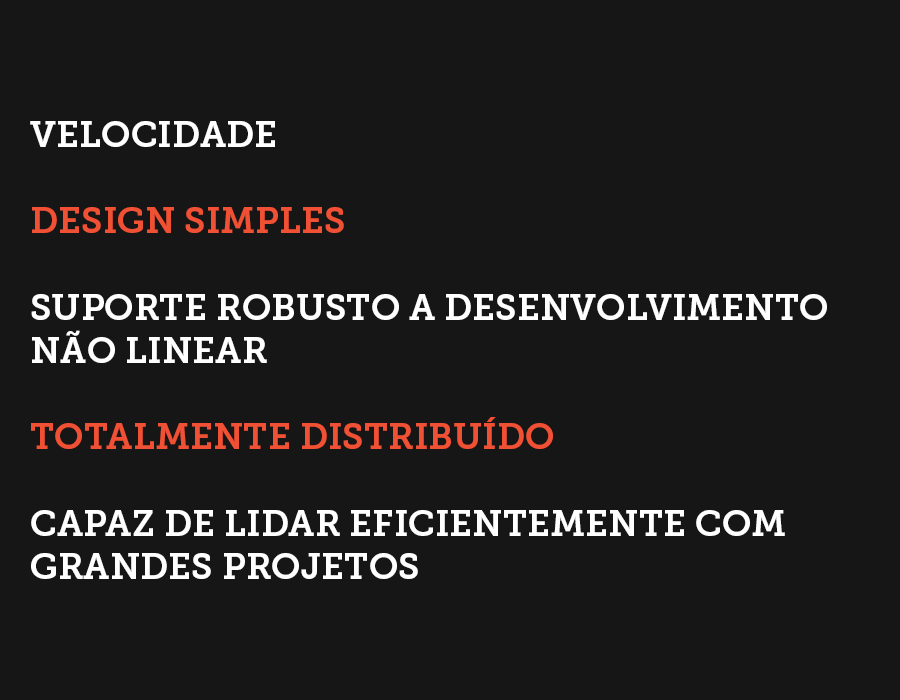 VELOCIDADE
DESIGN SIMPLES
SUPORTE ROBUSTO A DESENVOLVIMENTO
NÃO LINEAR
TOTALMENTE DISTRIBUÍDO
CAPAZ DE LIDAR EFICIENTEMENTE COM
GRANDES PROJETOS